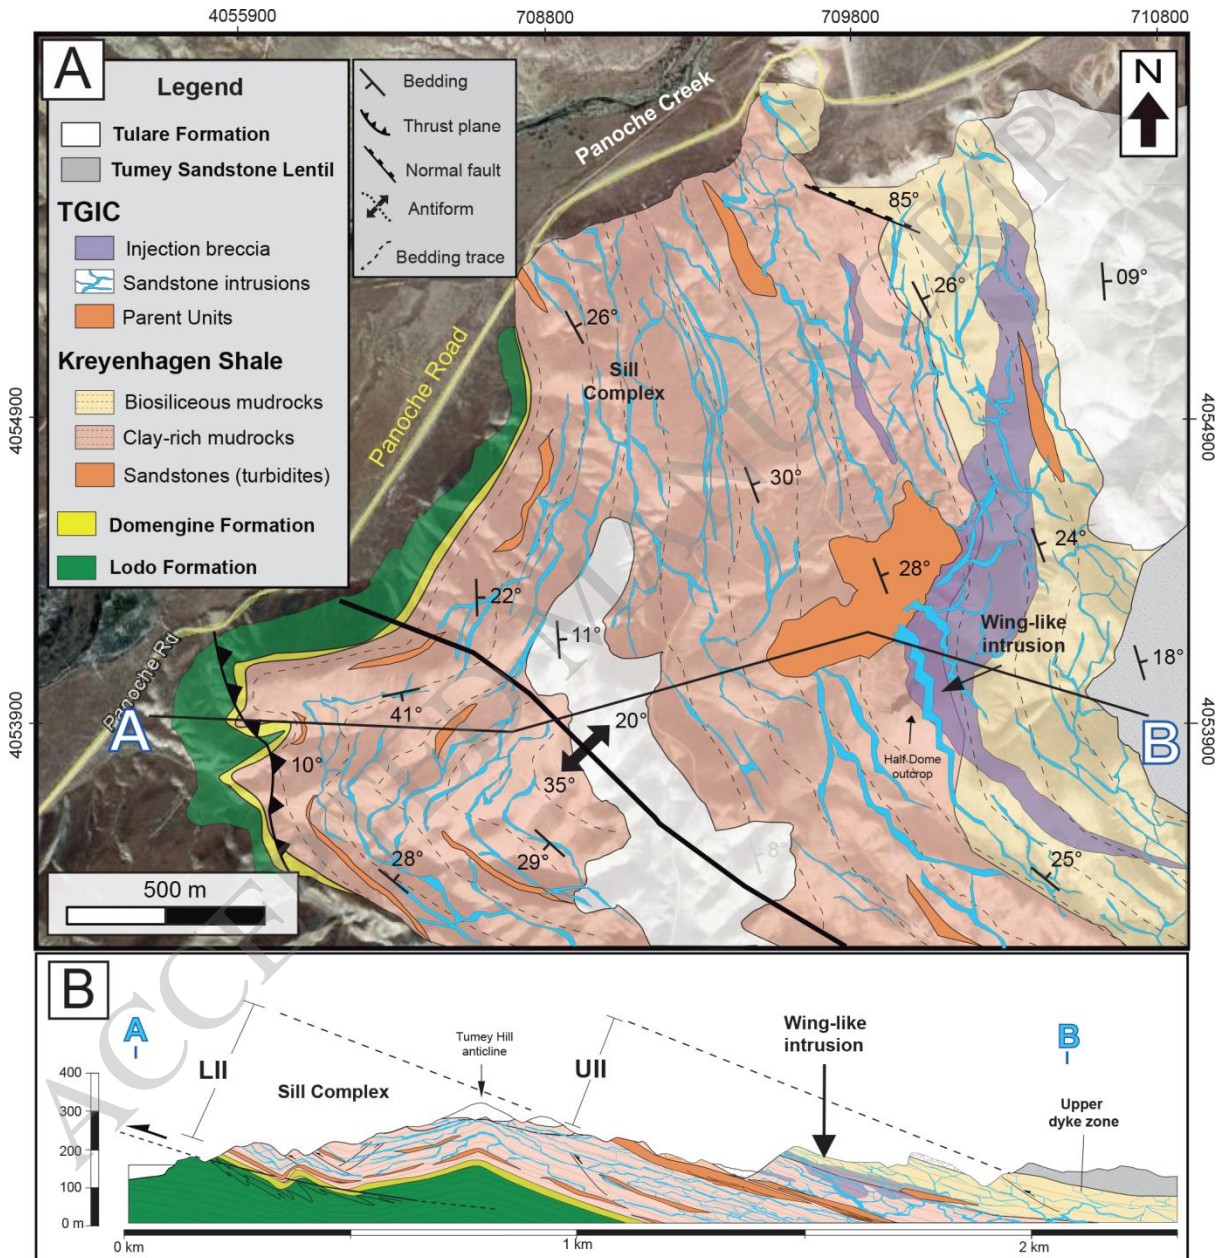 4055900
708800
709800
710800
A
Legend
Tulare Formation
Tumey Sandstone Lentil
TGIC
Injection breccia
Sandstone intrusions
Parent Units
Kreyenhagen Shale
Biosiliceous mudrocks
Clay-rich mudrocks
Sandstones (turbidites)
Domengine Formation
Lodo Formation
Bedding
Thrust plane
Normal fault
Antiform
Bedding trace
N
Panoche Creek
Panoche Road
Panoche Rd
85°
09°
26°
26°
Sill
Complex
4054900
4054900
30°
24°
28°
22°
11°
Wing-like
intrusion
18°
41°
20°
4053900
4053900
A
B
Half-Dome
outcrop
10°
35°
28°
29°
8°
25°
500 m
ACCEPTED MANUSCRIPT
B
A
Tumey Hill
anticline
Wing-like
intrusion
B
LII
UII
Sill Complex
Upper
dyke zone
400
300
200
100
0 m
0 km
1 km
2 km